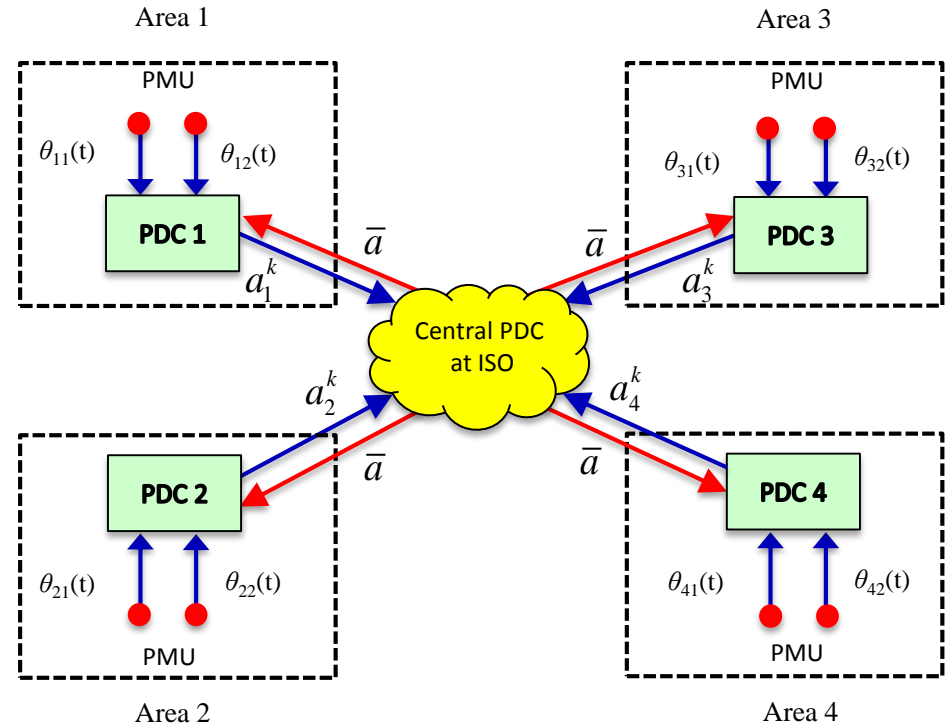 Area 1
PMU
θ₁₁(t)
θ₁₂(t)
PDC 1
a̅
a₁ᵏ
Area 3
PMU
θ₃₁(t)
θ₃₂(t)
PDC 3
a̅
a₃ᵏ
Central PDC
at ISO
a₂ᵏ
a̅
PDC 2
θ₂₁(t)
θ₂₂(t)
PMU
Area 2
a₄ᵏ
a̅
PDC 4
θ₄₁(t)
θ₄₂(t)
PMU
Area 4